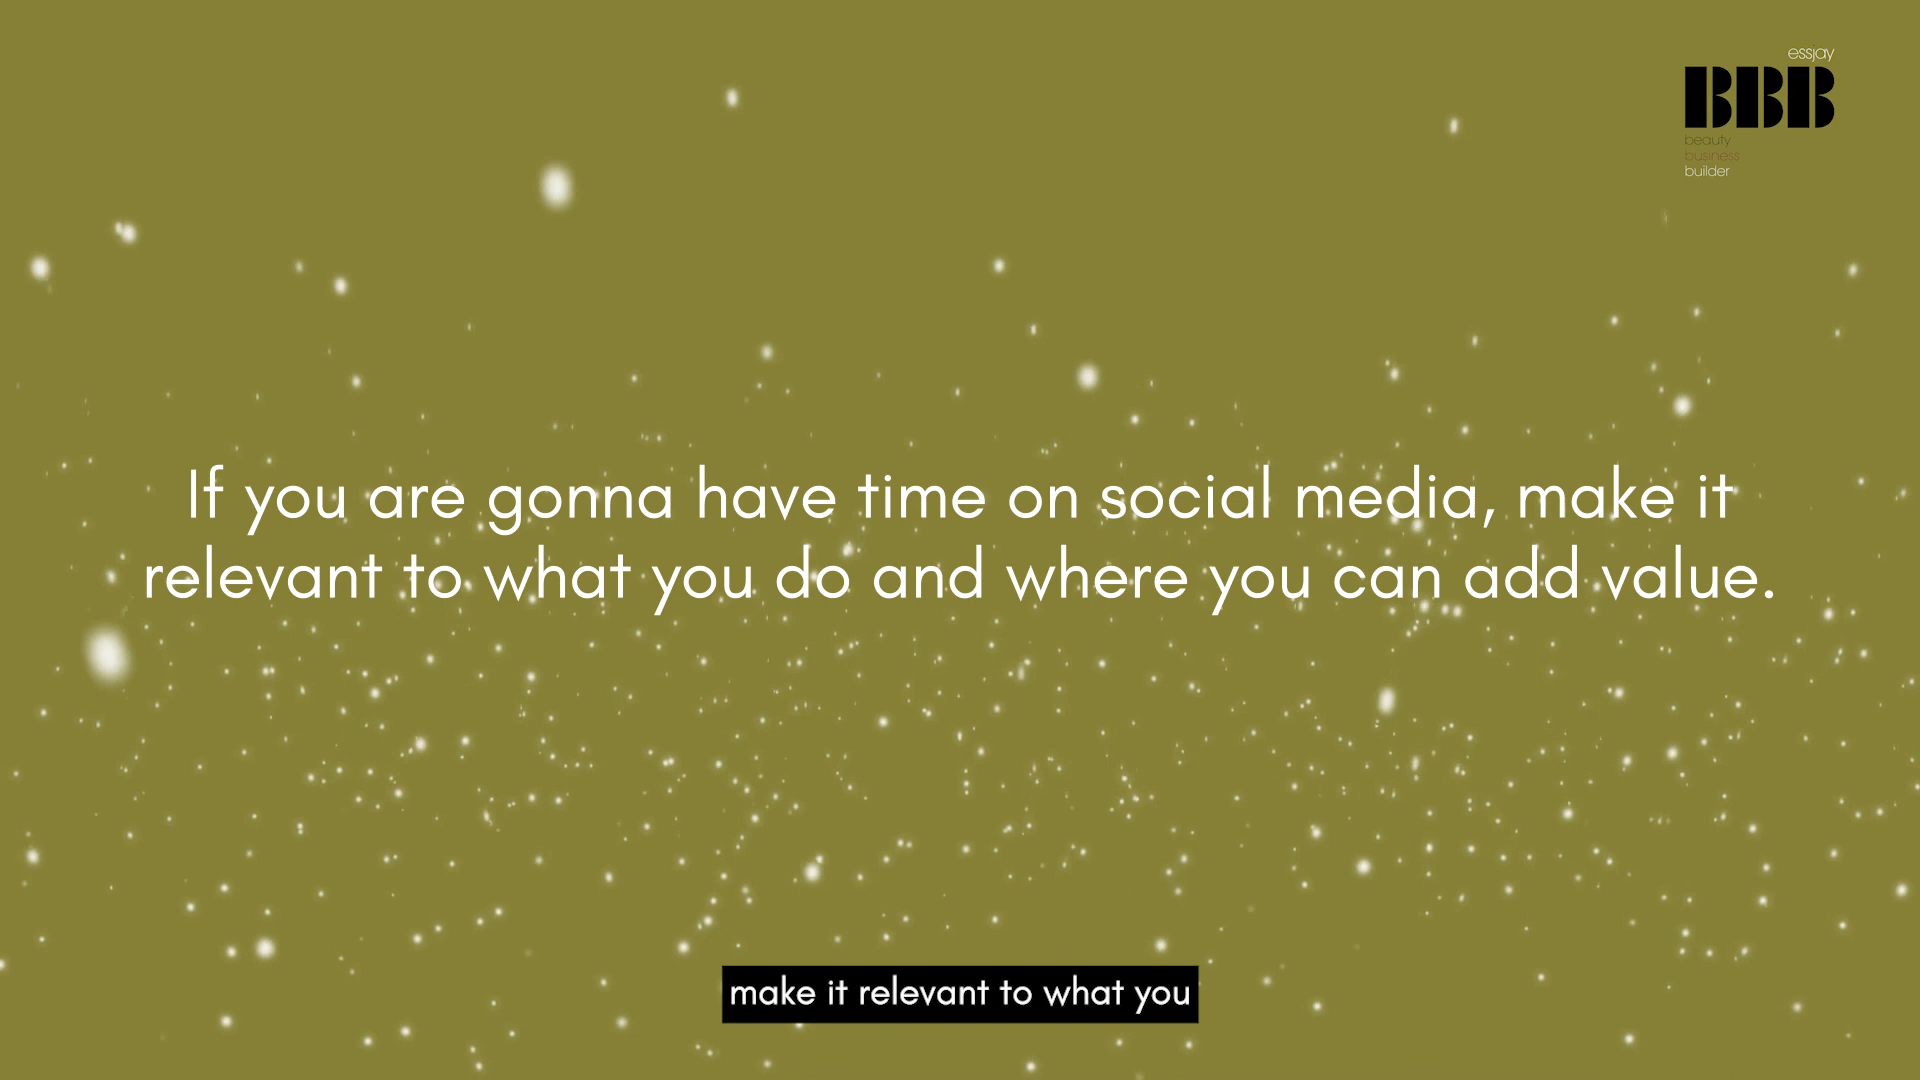 essjay
BBB
beauty
business
builder
If you are gonna have time on social media, make it
relevant to what you do and where you can add value.
make it relevant to what you